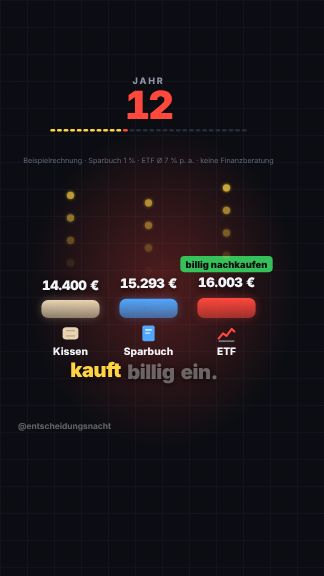 JAHR
12
Beispielrechnung · Sparbuch 1 % · ETF Ø 7 % p. a. · keine Finanzberatung
billig nachkaufen
14.400 € 15.293 € 16.003 €
Kissen Sparbuch ETF
kauft billig ein.
@entscheidungsnacht